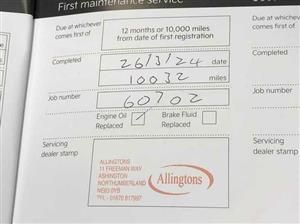 First maintenance service
Due at whichever comes first of
12 months or 10,000 miles
from date of first registration
Completed
26/3/24 date
10032 miles
Job number
60702
Engine Oil Replaced
Brake Fluid Replaced
Servicing dealer stamp
ALLINGTONS
11 FREEMAN WAY
ASHINGTON
NORTHUMBERLAND
NE63 0YB
TEL - 01670 817997
Allingtons
Due at whichever
comes first of
Completed
Job number
Servicing
dealer stamp